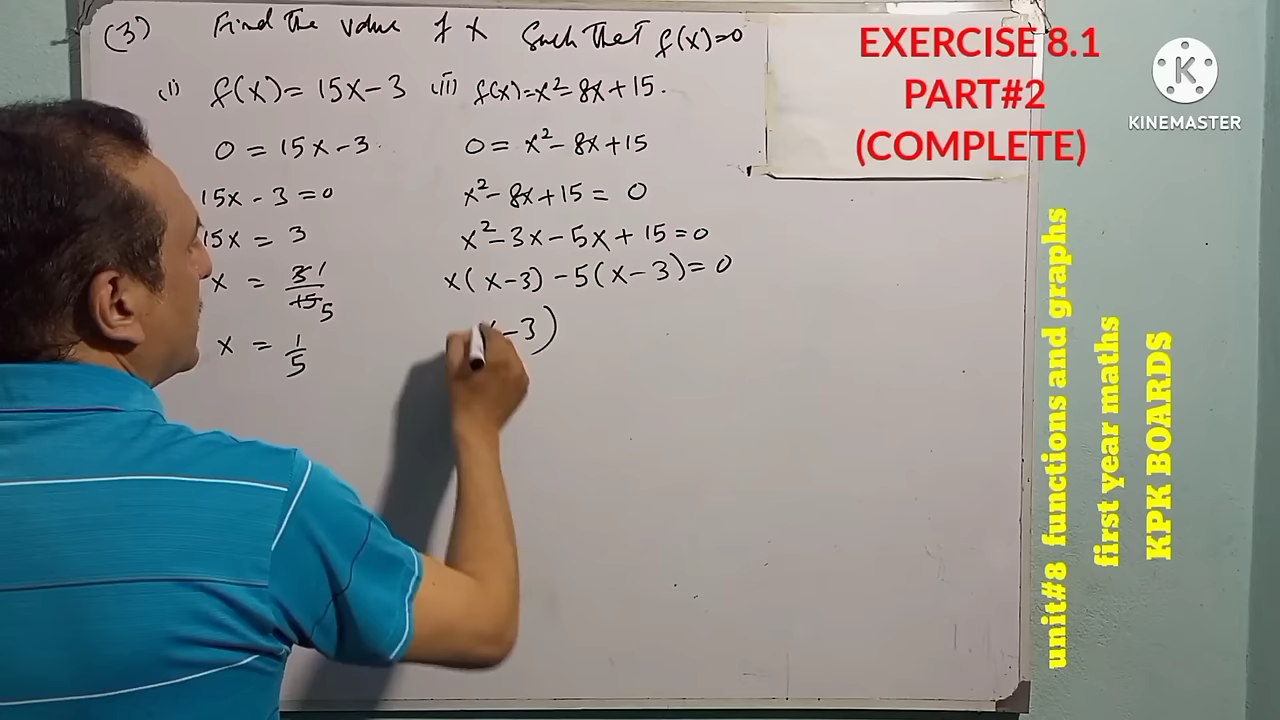 (3) Find the value of x Such That f(x)=0
(i) f(x)= 15x-3 (ii) f(x)=x²-8x+15.
0 = 15x-3.
15x - 3 = 0
15x = 3
x = 3 1 / 15 5
x = 1/5
0 = x²-8x+15
x²-8x+15 = 0
x²-3x-5x+15=0
x(x-3)-5(x-3)=0
-3)
EXERCISE 8.1
PART#2
(COMPLETE)
KINEMASTER
unit#8 functions and graphs
first year maths
KPK BOARDS